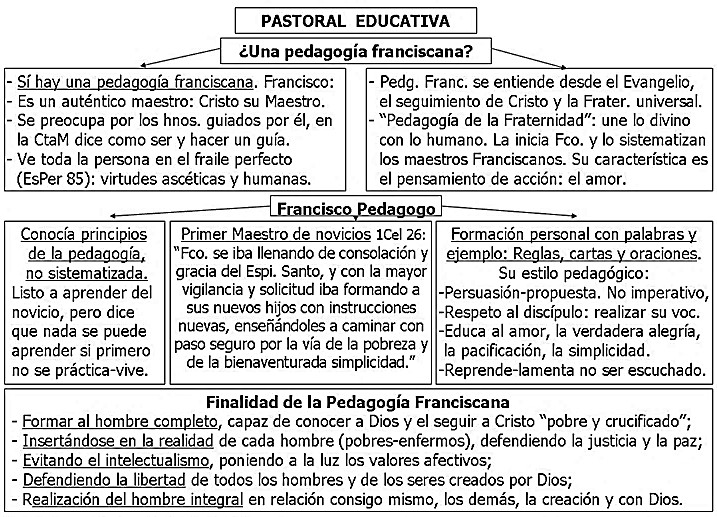 PASTORAL EDUCATIVA
¿Una pedagogía franciscana?
- Sí hay una pedagogía franciscana. Francisco:
- Es un auténtico maestro: Cristo su Maestro.
- Se preocupa por los hnos. guiados por él, en
la CtaM dice como ser y hacer un guía.
- Ve toda la persona en el fraile perfecto
(EsPer 85): virtudes ascéticas y humanas.
- Pedg. Franc. se entiende desde el Evangelio,
el seguimiento de Cristo y la Frater. universal.
- “Pedagogía de la Fraternidad”: une lo divino
con lo humano. La inicia Fco. y lo sistematizan
los maestros Franciscanos. Su característica es
el pensamiento de acción: el amor.
Francisco Pedagogo
Conocía principios
de la pedagogía,
no sistematizada.
Listo a aprender del
novicio, pero dice
que nada se puede
aprender si primero
no se práctica-vive.
Primer Maestro de novicios 1Cel 26:
“Fco. se iba llenando de consolación y
gracia del Espi. Santo, y con la mayor
vigilancia y solicitud iba formando a
sus nuevos hijos con instrucciones
nuevas, enseñándoles a caminar con
paso seguro por la vía de la pobreza y
de la bienaventurada simplicidad.”
Formación personal con palabras y
ejemplo: Reglas, cartas y oraciones.
Su estilo pedagógico:
-Persuasión-propuesta. No imperativo,
-Respeto al discípulo: realizar su voc.
-Educa al amor, la verdadera alegría,
la pacificación, la simplicidad.
-Reprende-lamenta no ser escuchado.
Finalidad de la Pedagogía Franciscana
- Formar al hombre completo, capaz de conocer a Dios y el seguir a Cristo “pobre y crucificado”;
- Insertándose en la realidad de cada hombre (pobres-enfermos), defendiendo la justicia y la paz;
- Evitando el intelectualismo, poniendo a la luz los valores afectivos;
- Defendiendo la libertad de todos los hombres y de los seres creados por Dios;
- Realización del hombre integral en relación consigo mismo, los demás, la creación y con Dios.